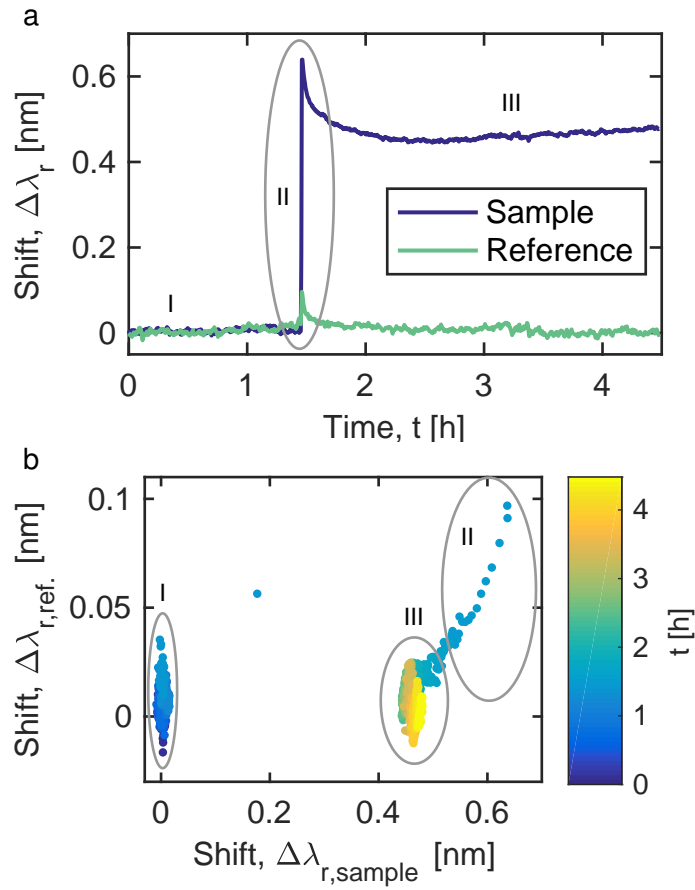 a
Shift, Δλr [nm]
0.6
0.4
0.2
0
I
II
III
Sample
Reference
0 1 2 3 4
Time, t [h]
b
Shift, Δλr,ref. [nm]
0.1
0.05
0
I
II
III
0 0.2 0.4 0.6
Shift, Δλr,sample [nm]
4
3
2
1
0
t [h]